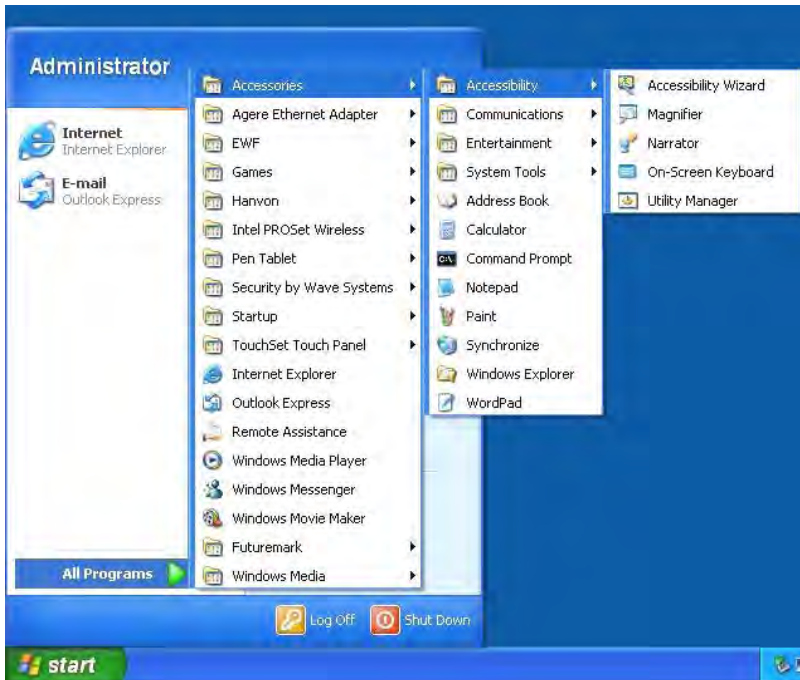 Administrator
Internet
Internet Explorer
E-mail
Outlook Express
All Programs
Accessories
Agere Ethernet Adapter
EWF
Games
Hanvon
Intel PROSet Wireless
Pen Tablet
Security by Wave Systems
Startup
TouchSet Touch Panel
Internet Explorer
Outlook Express
Remote Assistance
Windows Media Player
Windows Messenger
Windows Movie Maker
Futuremark
Windows Media
Accessibility
Communications
Entertainment
System Tools
Address Book
Calculator
Command Prompt
Notepad
Paint
Synchronize
Windows Explorer
WordPad
Accessibility Wizard
Magnifier
Narrator
On-Screen Keyboard
Utility Manager
Log Off
Shut Down
start